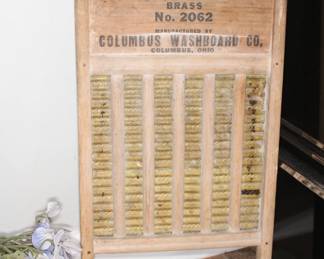 BRASS
No. 2062
MANUFACTURED BY
COLUMBUS WASHBOARD CO.
COLUMBUS, OHIO